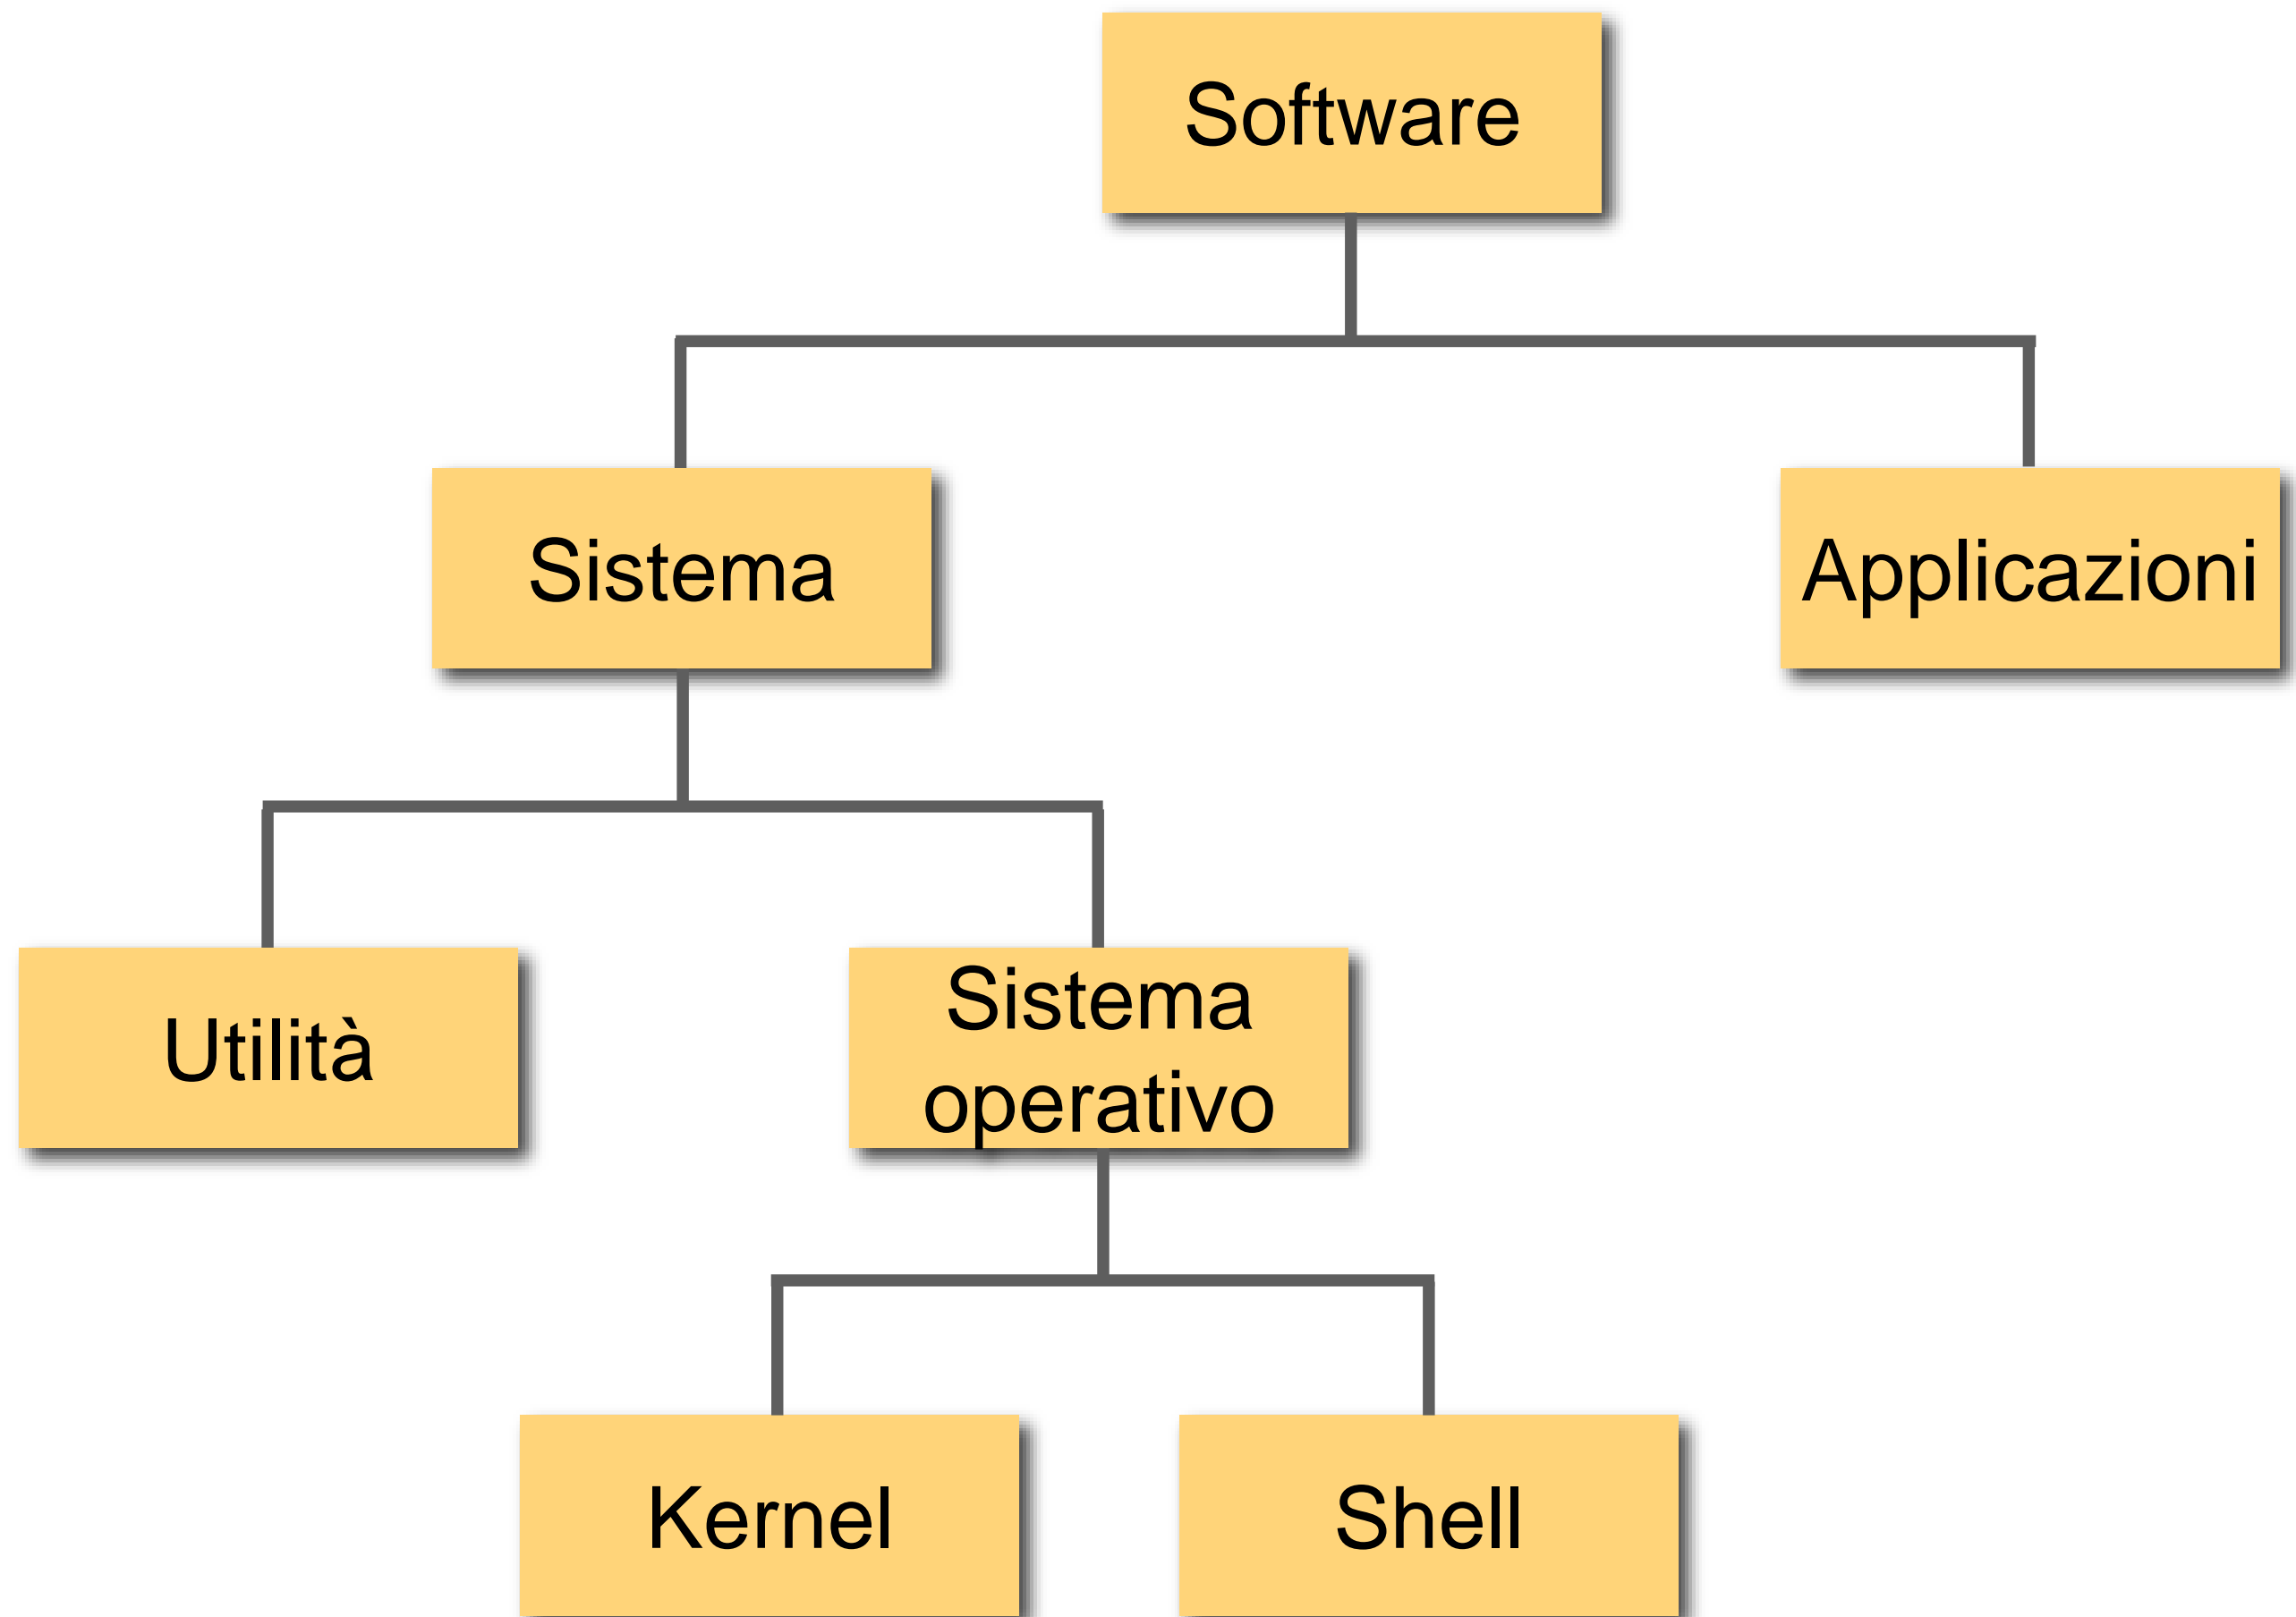 Software
Sistema
Applicazioni
Utilità
Sistema
operativo
Kernel
Shell